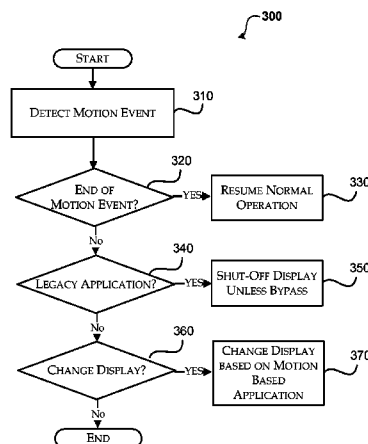 300
START
DETECT MOTION EVENT
310
320
END OF
MOTION EVENT?
YES
RESUME NORMAL
OPERATION
330
NO
340
LEGACY APPLICATION?
YES
SHUT-OFF DISPLAY
UNLESS BYPASS
350
NO
360
CHANGE DISPLAY?
YES
CHANGE DISPLAY
BASED ON MOTION
BASED
APPLICATION
370
NO
END